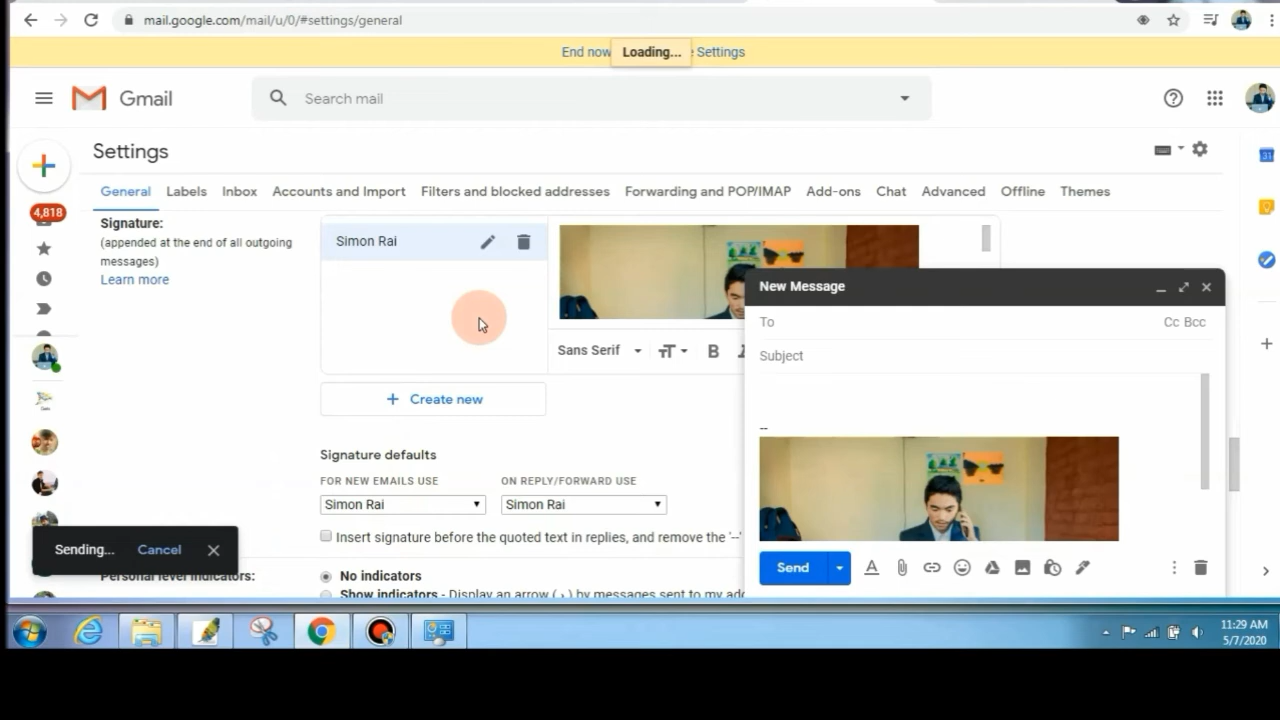 mail.google.com/mail/u/0/#settings/general
End now Loading... Settings
Gmail
Search mail
Settings
General Labels Inbox Accounts and Import Filters and blocked addresses Forwarding and POP/IMAP Add-ons Chat Advanced Offline Themes
4,818
Signature:
(appended at the end of all outgoing
messages)
Learn more
Simon Rai
Sans Serif
B
+ Create new
Signature defaults
FOR NEW EMAILS USE ON REPLY/FORWARD USE
Simon Rai Simon Rai
Insert signature before the quoted text in replies, and remove the '--'
Personal level indicators:
No indicators
Show indicators - Display an arrow (›) by messages sent to my
New Message
To Cc Bcc
Subject
--
Send
Sending... Cancel
31
11:29 AM
5/7/2020